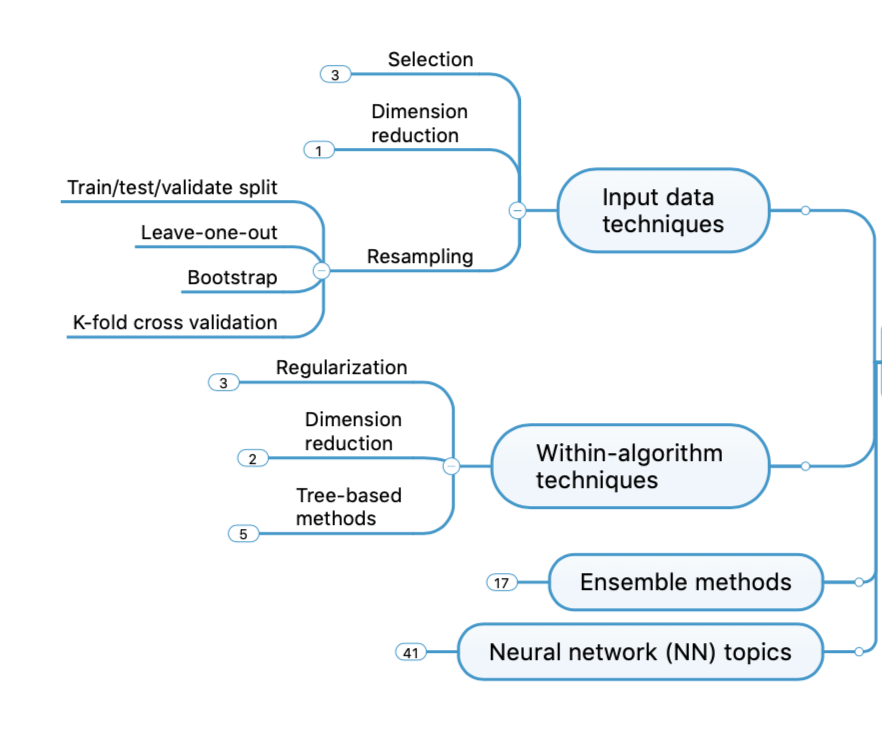 Selection
3
Dimension
reduction
1
Input data
techniques
Train/test/validate split
Leave-one-out
Resampling
Bootstrap
K-fold cross validation
Regularization
3
Dimension
reduction
2
Within-algorithm
techniques
Tree-based
methods
5
17
Ensemble methods
41
Neural network (NN) topics